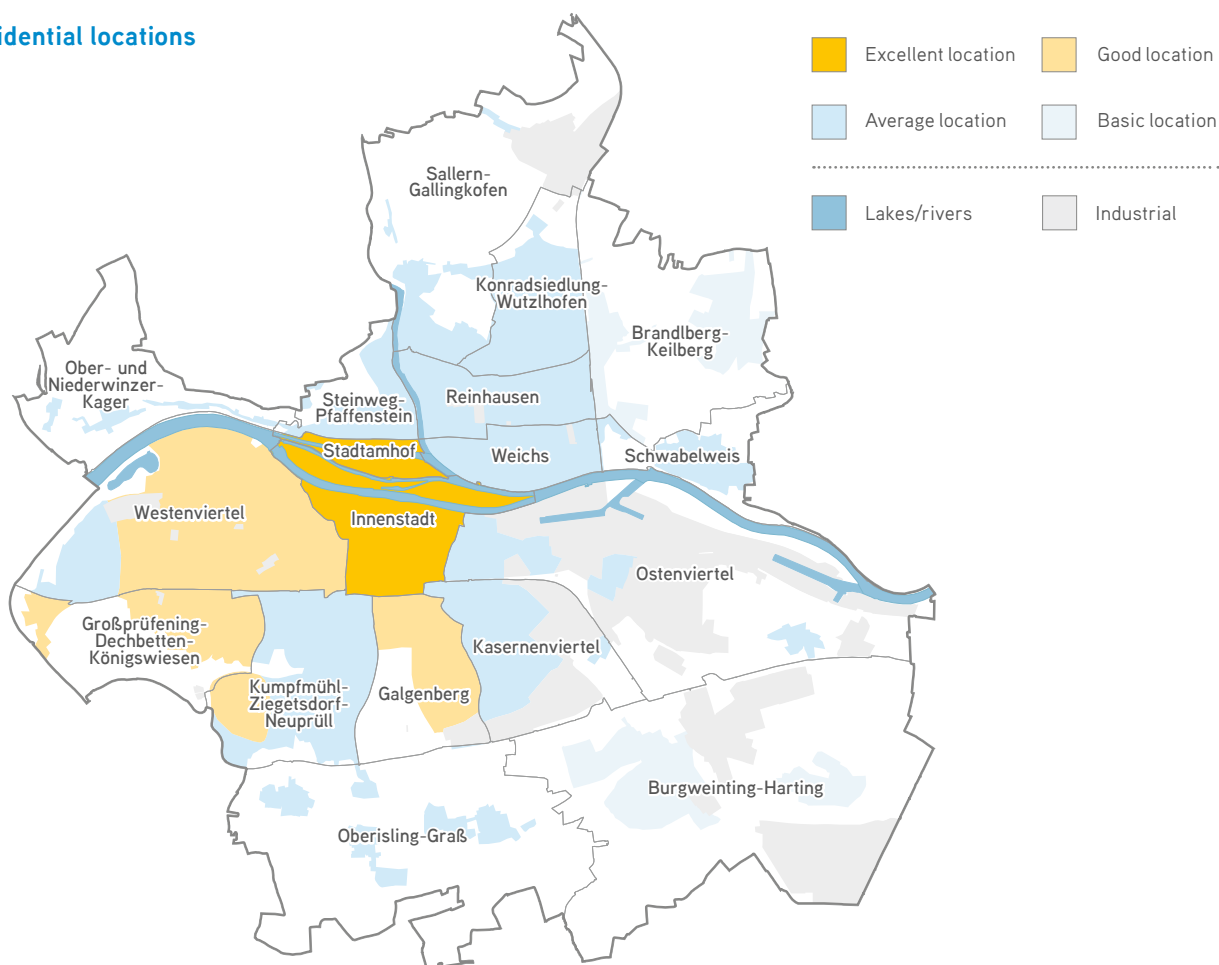 idential locations
Excellent location
Good location
Average location
Basic location
Lakes/rivers
Industrial
Sallern-
Gallingkofen
Konradsiedlung-
Wutzlhofen
Brandlberg-
Keilberg
Ober- und
Niederwinzer-
Kager
Steinweg-
Pfaffenstein
Reinhausen
Stadtamhof
Weichs
Schwabelweis
Westenviertel
Innenstadt
Ostenviertel
Großprüfening-
Dechbetten-
Königswiesen
Kasernenviertel
Kumpfmühl-
Ziegetsdorf-
Neuprüll
Galgenberg
Burgweinting-Harting
Oberisling-Graß